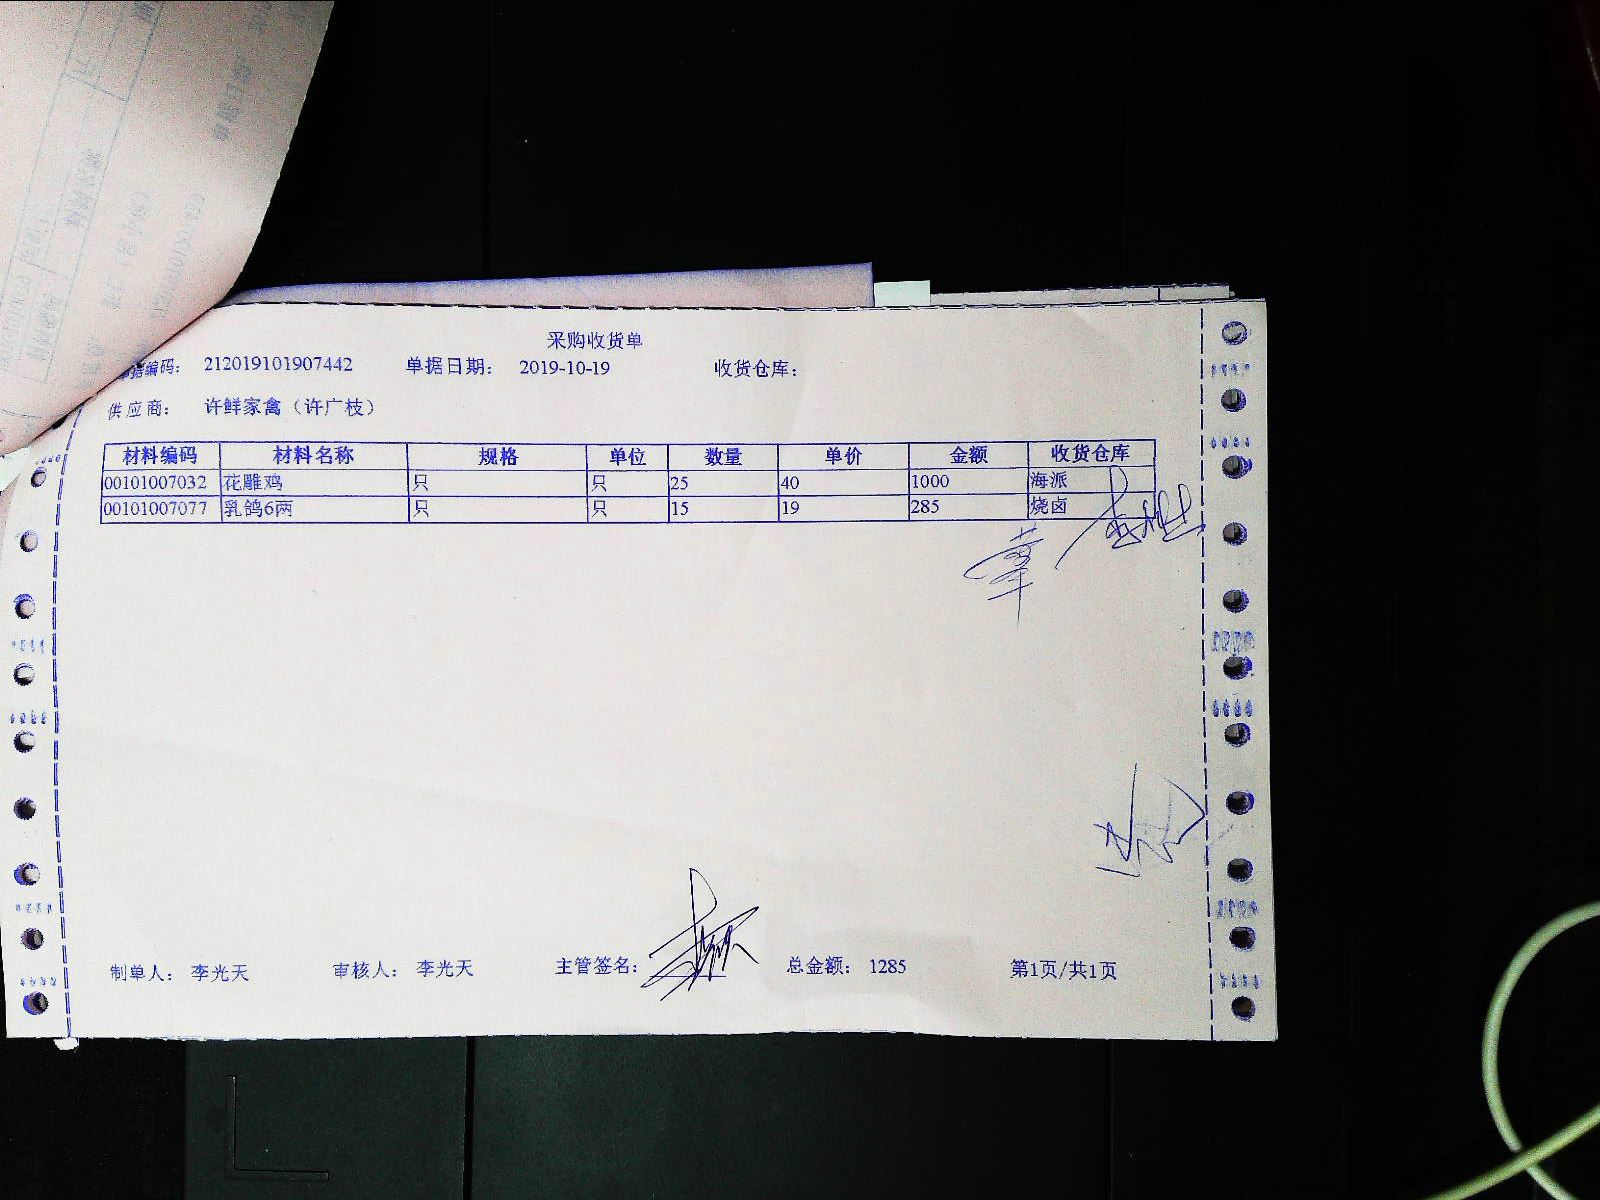 采购收货单
单据编码： 212019101907442 单据日期： 2019-10-19 收货仓库：
供应商： 许鲜家禽（许广枝）
材料编码 材料名称 规格 单位 数量 单价 金额 收货仓库
00101007032 花雕鸡 只 只 25 40 1000 海派
00101007077 乳鸽6两 只 只 15 19 285 烧卤
制单人： 李光天 审核人： 李光天 主管签名： 总金额： 1285 第1页/共1页